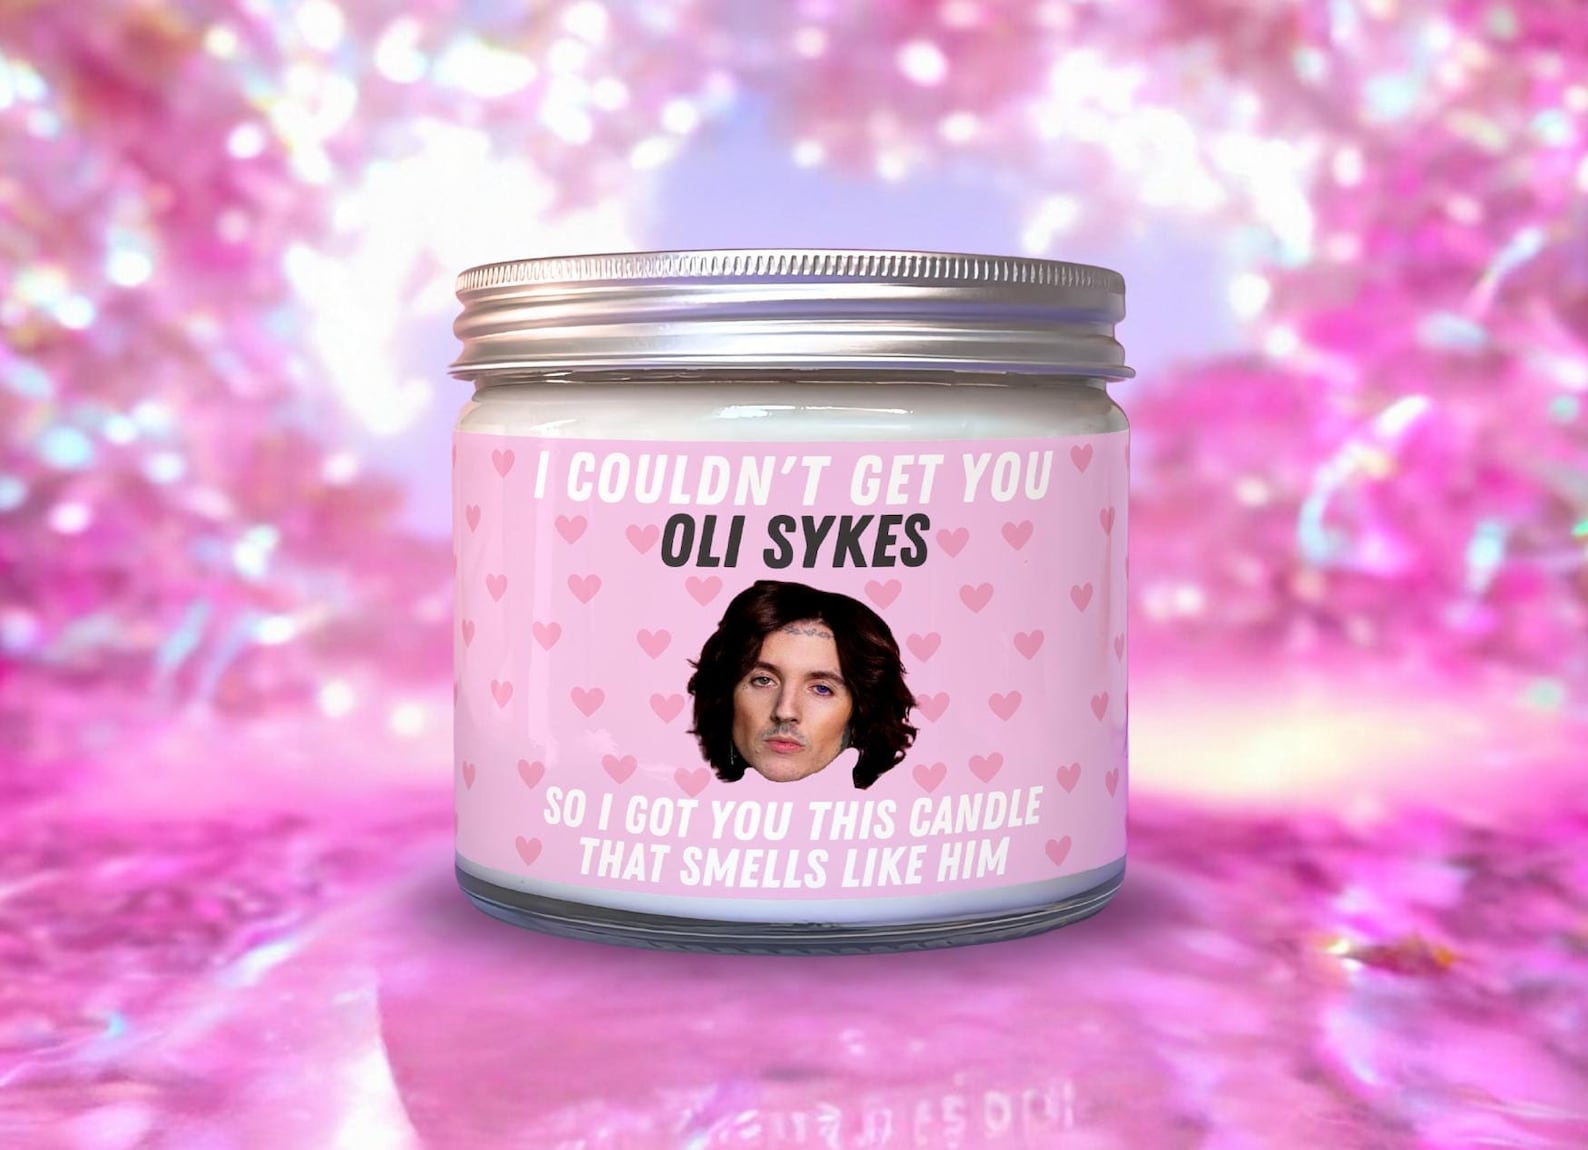 I COULDN'T GET YOU
OLI SYKES
SO I GOT YOU THIS CANDLE
THAT SMELLS LIKE HIM